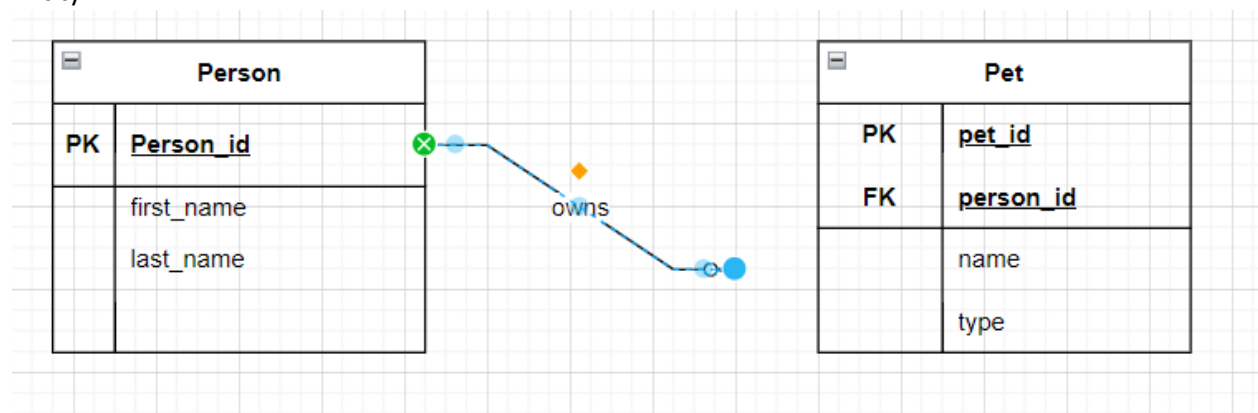 Person
PK Person_id
first_name
last_name
owns
Pet
PK pet_id
FK person_id
name
type